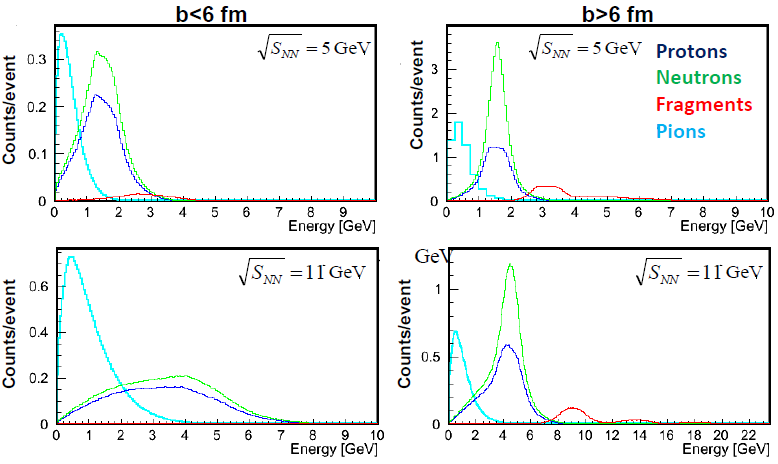 b<6 fm
b>6 fm
√S_NN = 5 GeV
Counts/event
0.3
0.2
0.1
0
0 1 2 3 4 5 6 7 8 9
Energy [GeV]
√S_NN = 5 GeV
Protons
Neutrons
Fragments
Pions
Counts/event
3
2
1
0
0 1 2 3 4 5 6 7 8 9 10
Energy [GeV]
√S_NN = 11 GeV
Counts/event
0.6
0.4
0.2
0
0 1 2 3 4 5 6 7 8 9 10
Energy [GeV]
GeV
√S_NN = 11 GeV
Counts/event
1
0.5
0
0 2 4 6 8 10 12 14 16 18 20 22
Energy [GeV]